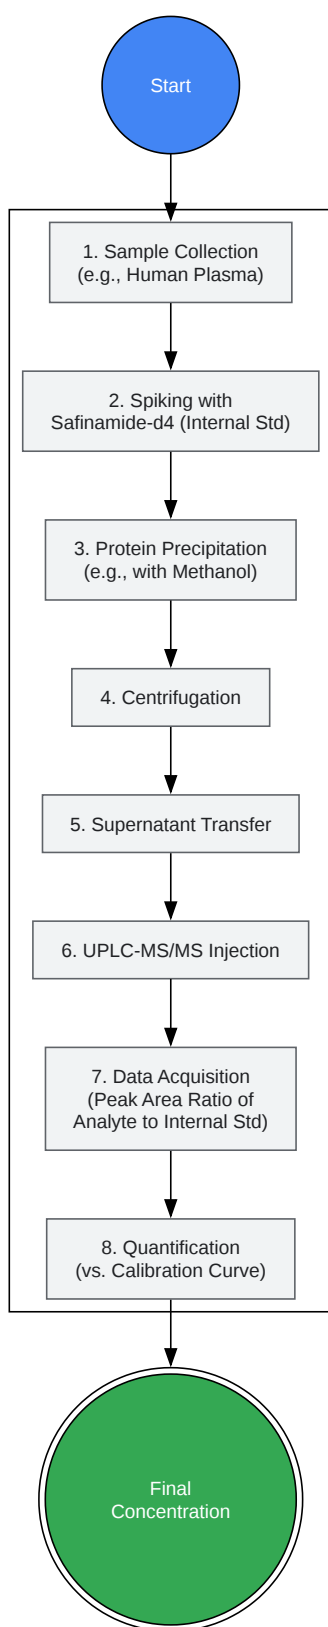 Start
1. Sample Collection
(e.g., Human Plasma)
2. Spiking with
Safinamide-d4 (Internal Std)
3. Protein Precipitation
(e.g., with Methanol)
4. Centrifugation
5. Supernatant Transfer
6. UPLC-MS/MS Injection
7. Data Acquisition
(Peak Area Ratio of
Analyte to Internal Std)
8. Quantification
(vs. Calibration Curve)
Final
Concentration